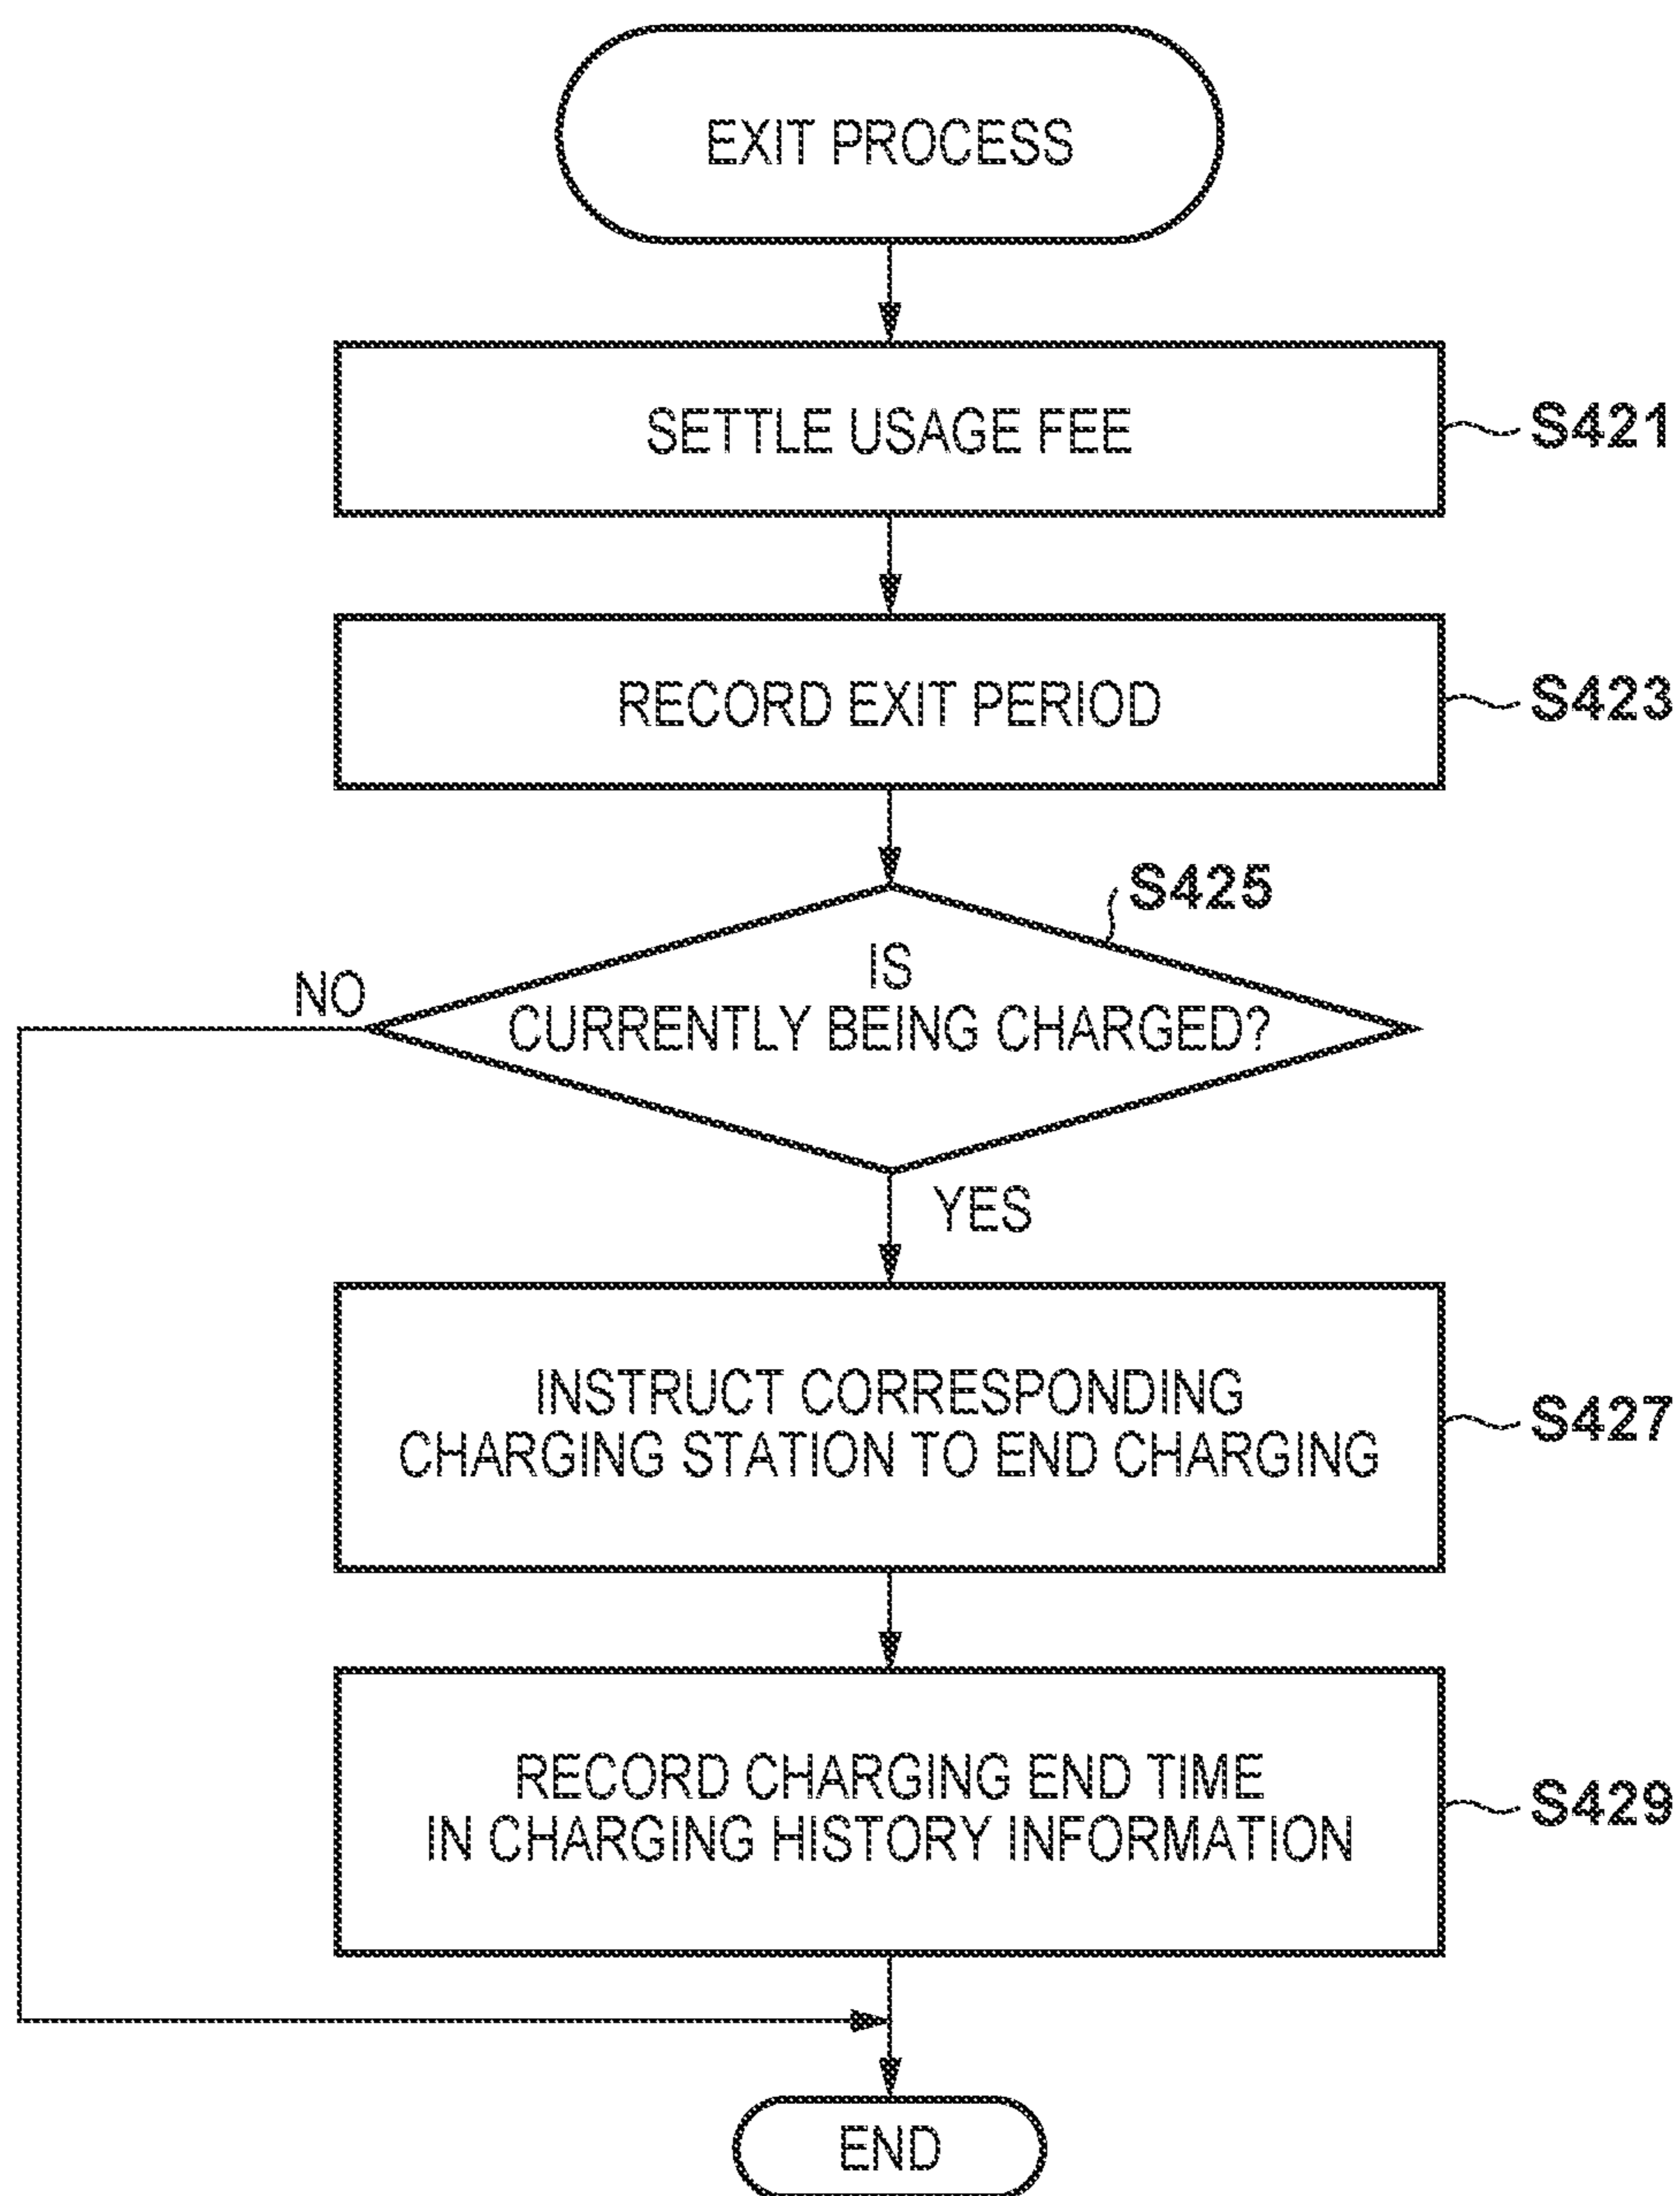 EXIT PROCESS
SETTLE USAGE FEE
S421
RECORD EXIT PERIOD
S423
S425
IS
CURRENTLY BEING CHARGED?
NO
YES
INSTRUCT CORRESPONDING
CHARGING STATION TO END CHARGING
S427
RECORD CHARGING END TIME
IN CHARGING HISTORY INFORMATION
S429
END